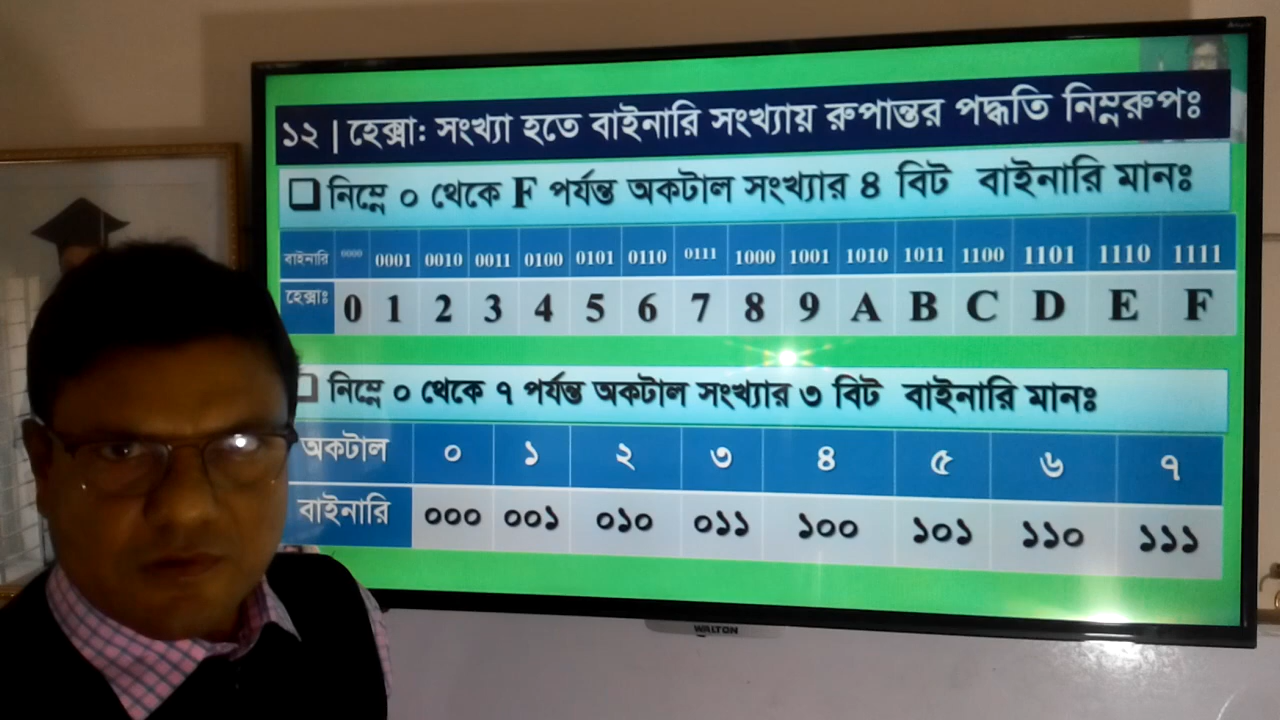 ১২ | হেক্সা: সংখ্যা হতে বাইনারি সংখ্যায় রুপান্তর পদ্ধতি নিম্নরুপঃ
নিম্নে ০ থেকে F পর্যন্ত অকটাল সংখ্যার ৪ বিট বাইনারি মানঃ
বাইনারি 0000 0001 0010 0011 0100 0101 0110 0111 1000 1001 1010 1011 1100 1101 1110 1111
হেক্সাঃ 0 1 2 3 4 5 6 7 8 9 A B C D E F
নিম্নে ০ থেকে ৭ পর্যন্ত অকটাল সংখ্যার ৩ বিট বাইনারি মানঃ
অকটাল ০ ১ ২ ৩ ৪ ৫ ৬ ৭
বাইনারি ০০০ ০০১ ০১০ ০১১ ১০০ ১০১ ১১০ ১১১
WALTON